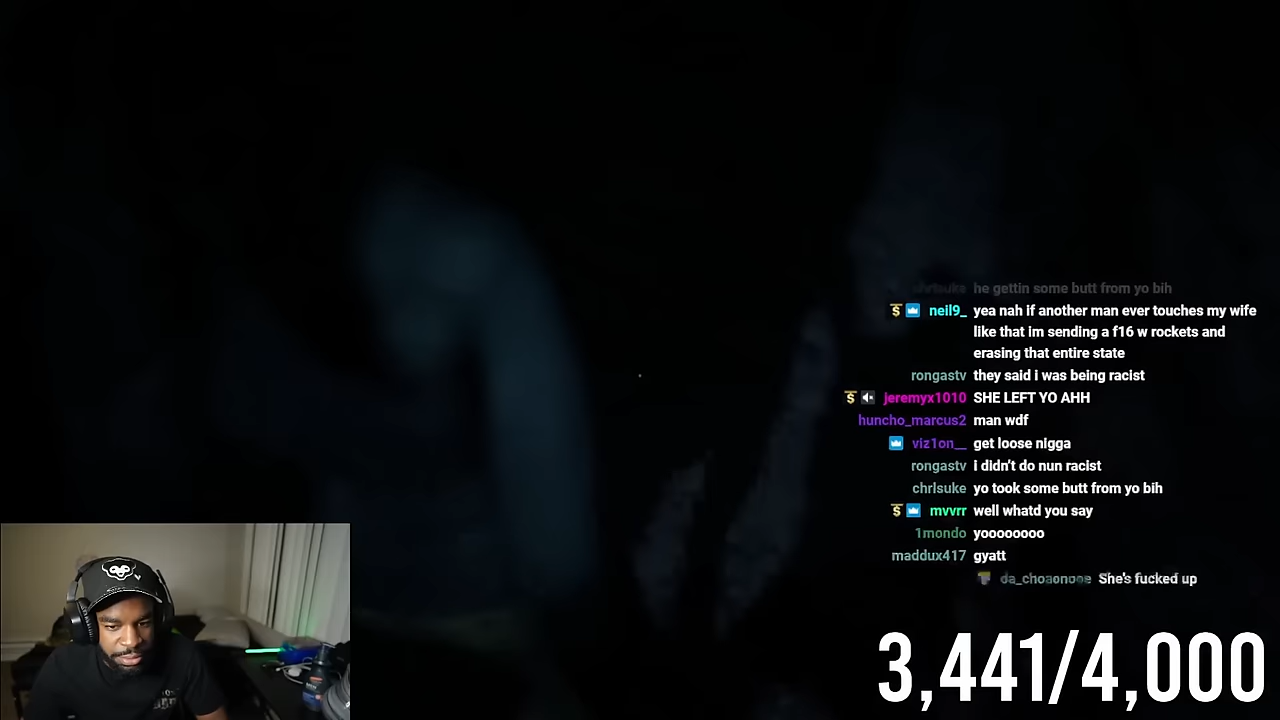 he gettin some butt from yo bih
neil9_ yea nah if another man ever touches my wife
like that im sending a f16 w rockets and
erasing that entire state
rongastv they said i was being racist
jeremyx1010 SHE LEFT YO AHH
huncho_marcus2 man wdf
viz1on__ get loose nigga
rongastv i didn't do nun racist
chrlsuke yo took some butt from yo bih
mvvrr well whatd you say
1mondo yoooooooo
maddux417 gyatt
She's fucked up
3,441/4,000